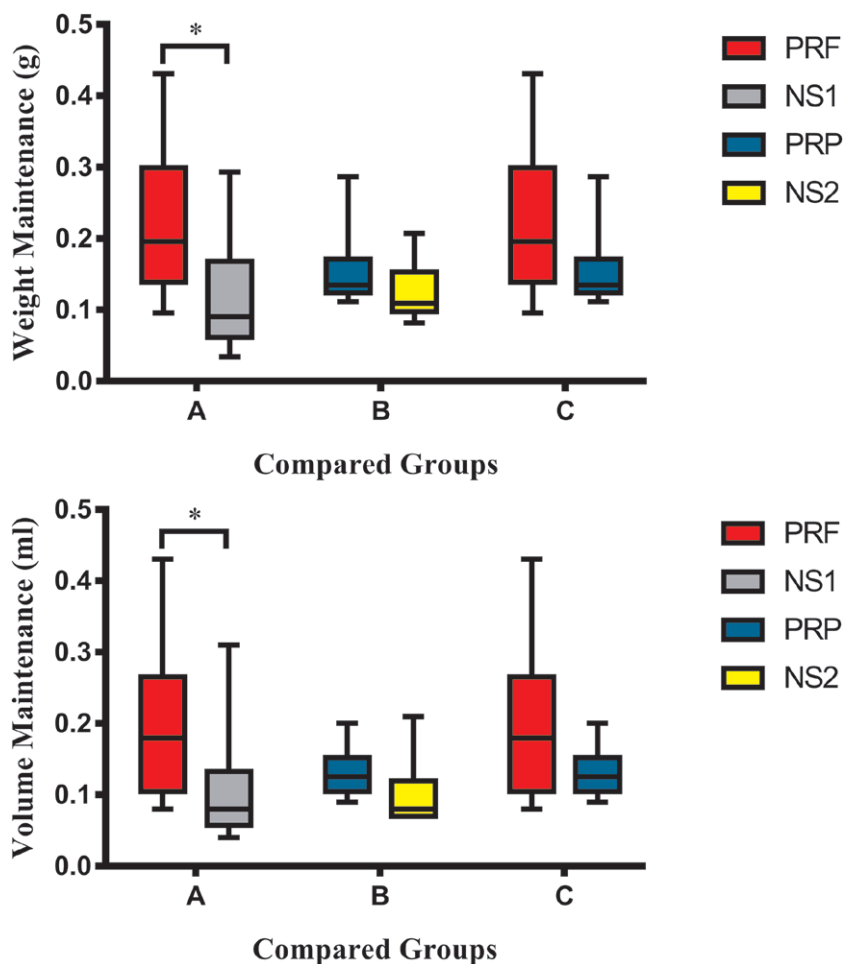 Weight Maintenance (g)
0.5
0.4
0.3
0.2
0.1
0.0
*
A
B
C
Compared Groups
PRF
NS1
PRP
NS2
Volume Maintenance (ml)
0.5
0.4
0.3
0.2
0.1
0.0
*
A
B
C
Compared Groups
PRF
NS1
PRP
NS2